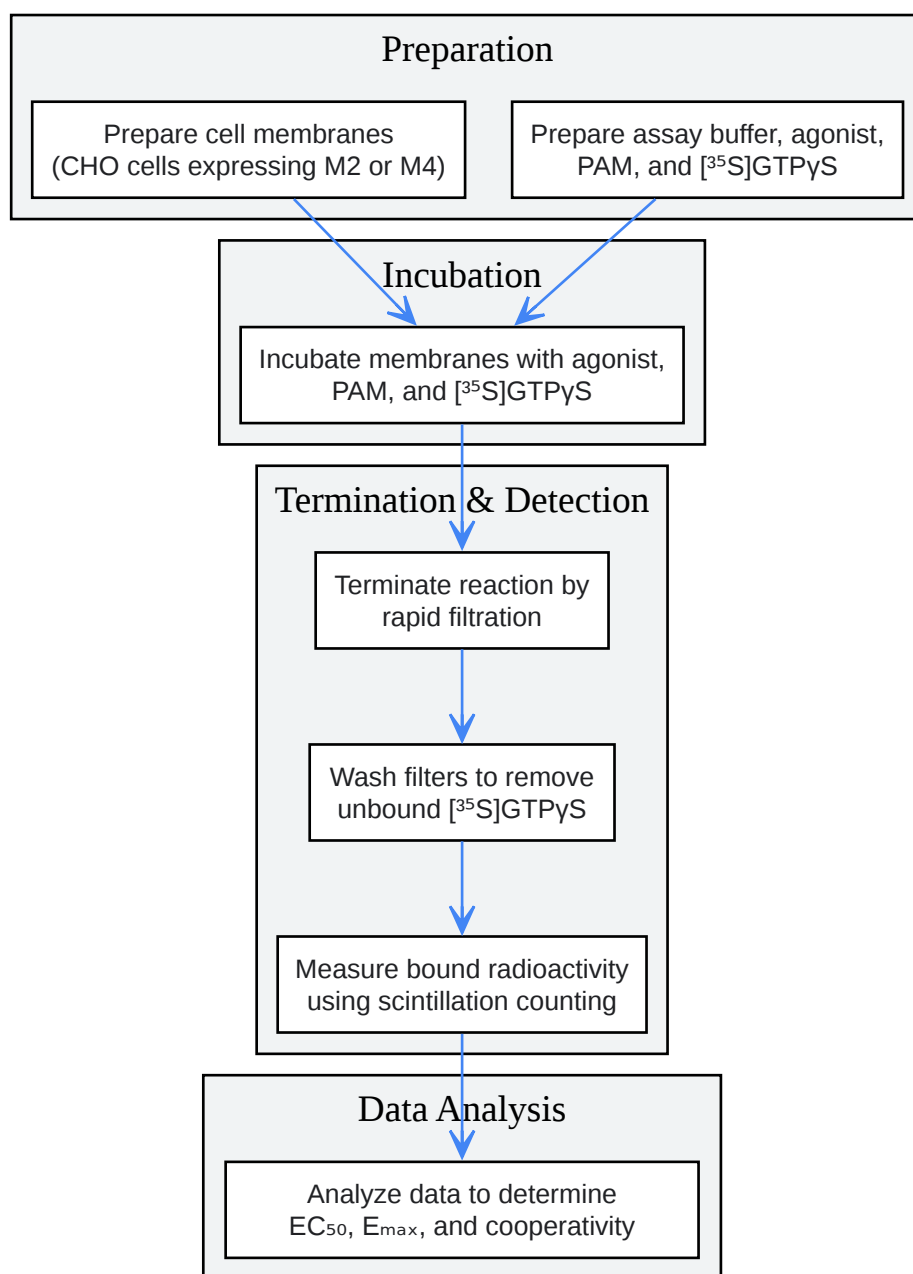 Preparation
Prepare cell membranes
(CHO cells expressing M2 or M4)
Prepare assay buffer, agonist,
PAM, and [³⁵S]GTPγS
Incubation
Incubate membranes with agonist,
PAM, and [³⁵S]GTPγS
Termination & Detection
Terminate reaction by
rapid filtration
Wash filters to remove
unbound [³⁵S]GTPγS
Measure bound radioactivity
using scintillation counting
Data Analysis
Analyze data to determine
EC₅₀, Eₘₐₓ, and cooperativity